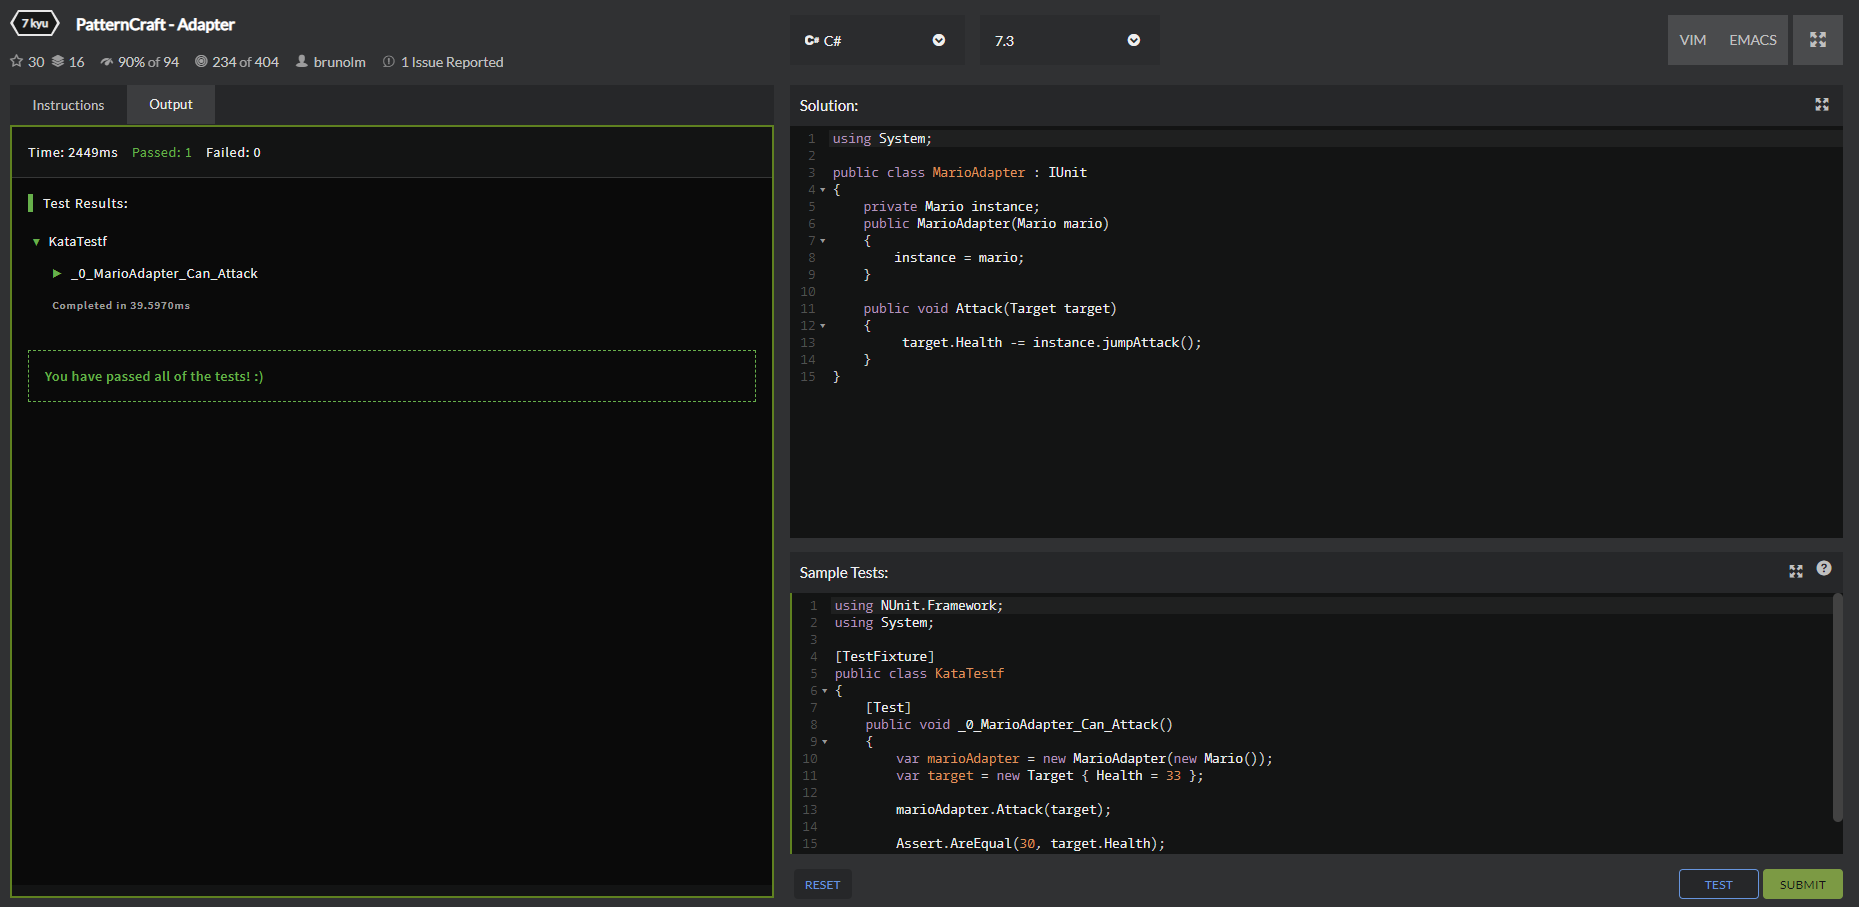 7 kyu PatternCraft - Adapter
30 16 90% of 94 234 of 404 brunolm 1 Issue Reported
C# C# 7.3 VIM EMACS
Instructions Output
Time: 2449ms Passed: 1 Failed: 0
Test Results:
▼ KataTestf
▶ _0_MarioAdapter_Can_Attack
Completed in 39.5970ms
You have passed all of the tests! :)
Solution:
1 using System;
2
3 public class MarioAdapter : IUnit
4 {
5 private Mario instance;
6 public MarioAdapter(Mario mario)
7 {
8 instance = mario;
9 }
10
11 public void Attack(Target target)
12 {
13 target.Health -= instance.jumpAttack();
14 }
15 }
Sample Tests: ?
1 using NUnit.Framework;
2 using System;
3
4 [TestFixture]
5 public class KataTestf
6 {
7 [Test]
8 public void _0_MarioAdapter_Can_Attack()
9 {
10 var marioAdapter = new MarioAdapter(new Mario());
11 var target = new Target { Health = 33 };
12
13 marioAdapter.Attack(target);
14
15 Assert.AreEqual(30, target.Health);
RESET TEST SUBMIT